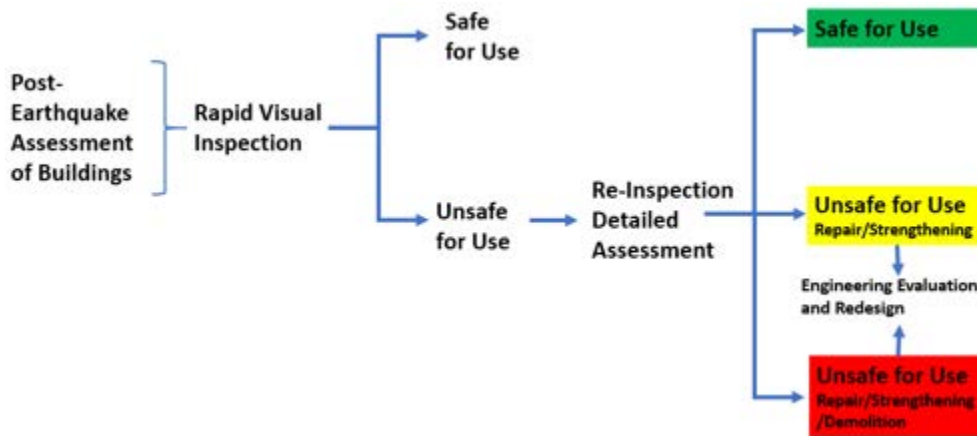 Post-
Earthquake
Assessment
of Buildings
Rapid Visual
Inspection
Safe
for Use
Unsafe
for Use
Re-Inspection
Detailed
Assessment
Safe for Use
Unsafe for Use
Repair/Strengthening
Engineering Evaluation
and Redesign
Unsafe for Use
Repair/Strengthening
/Demolition